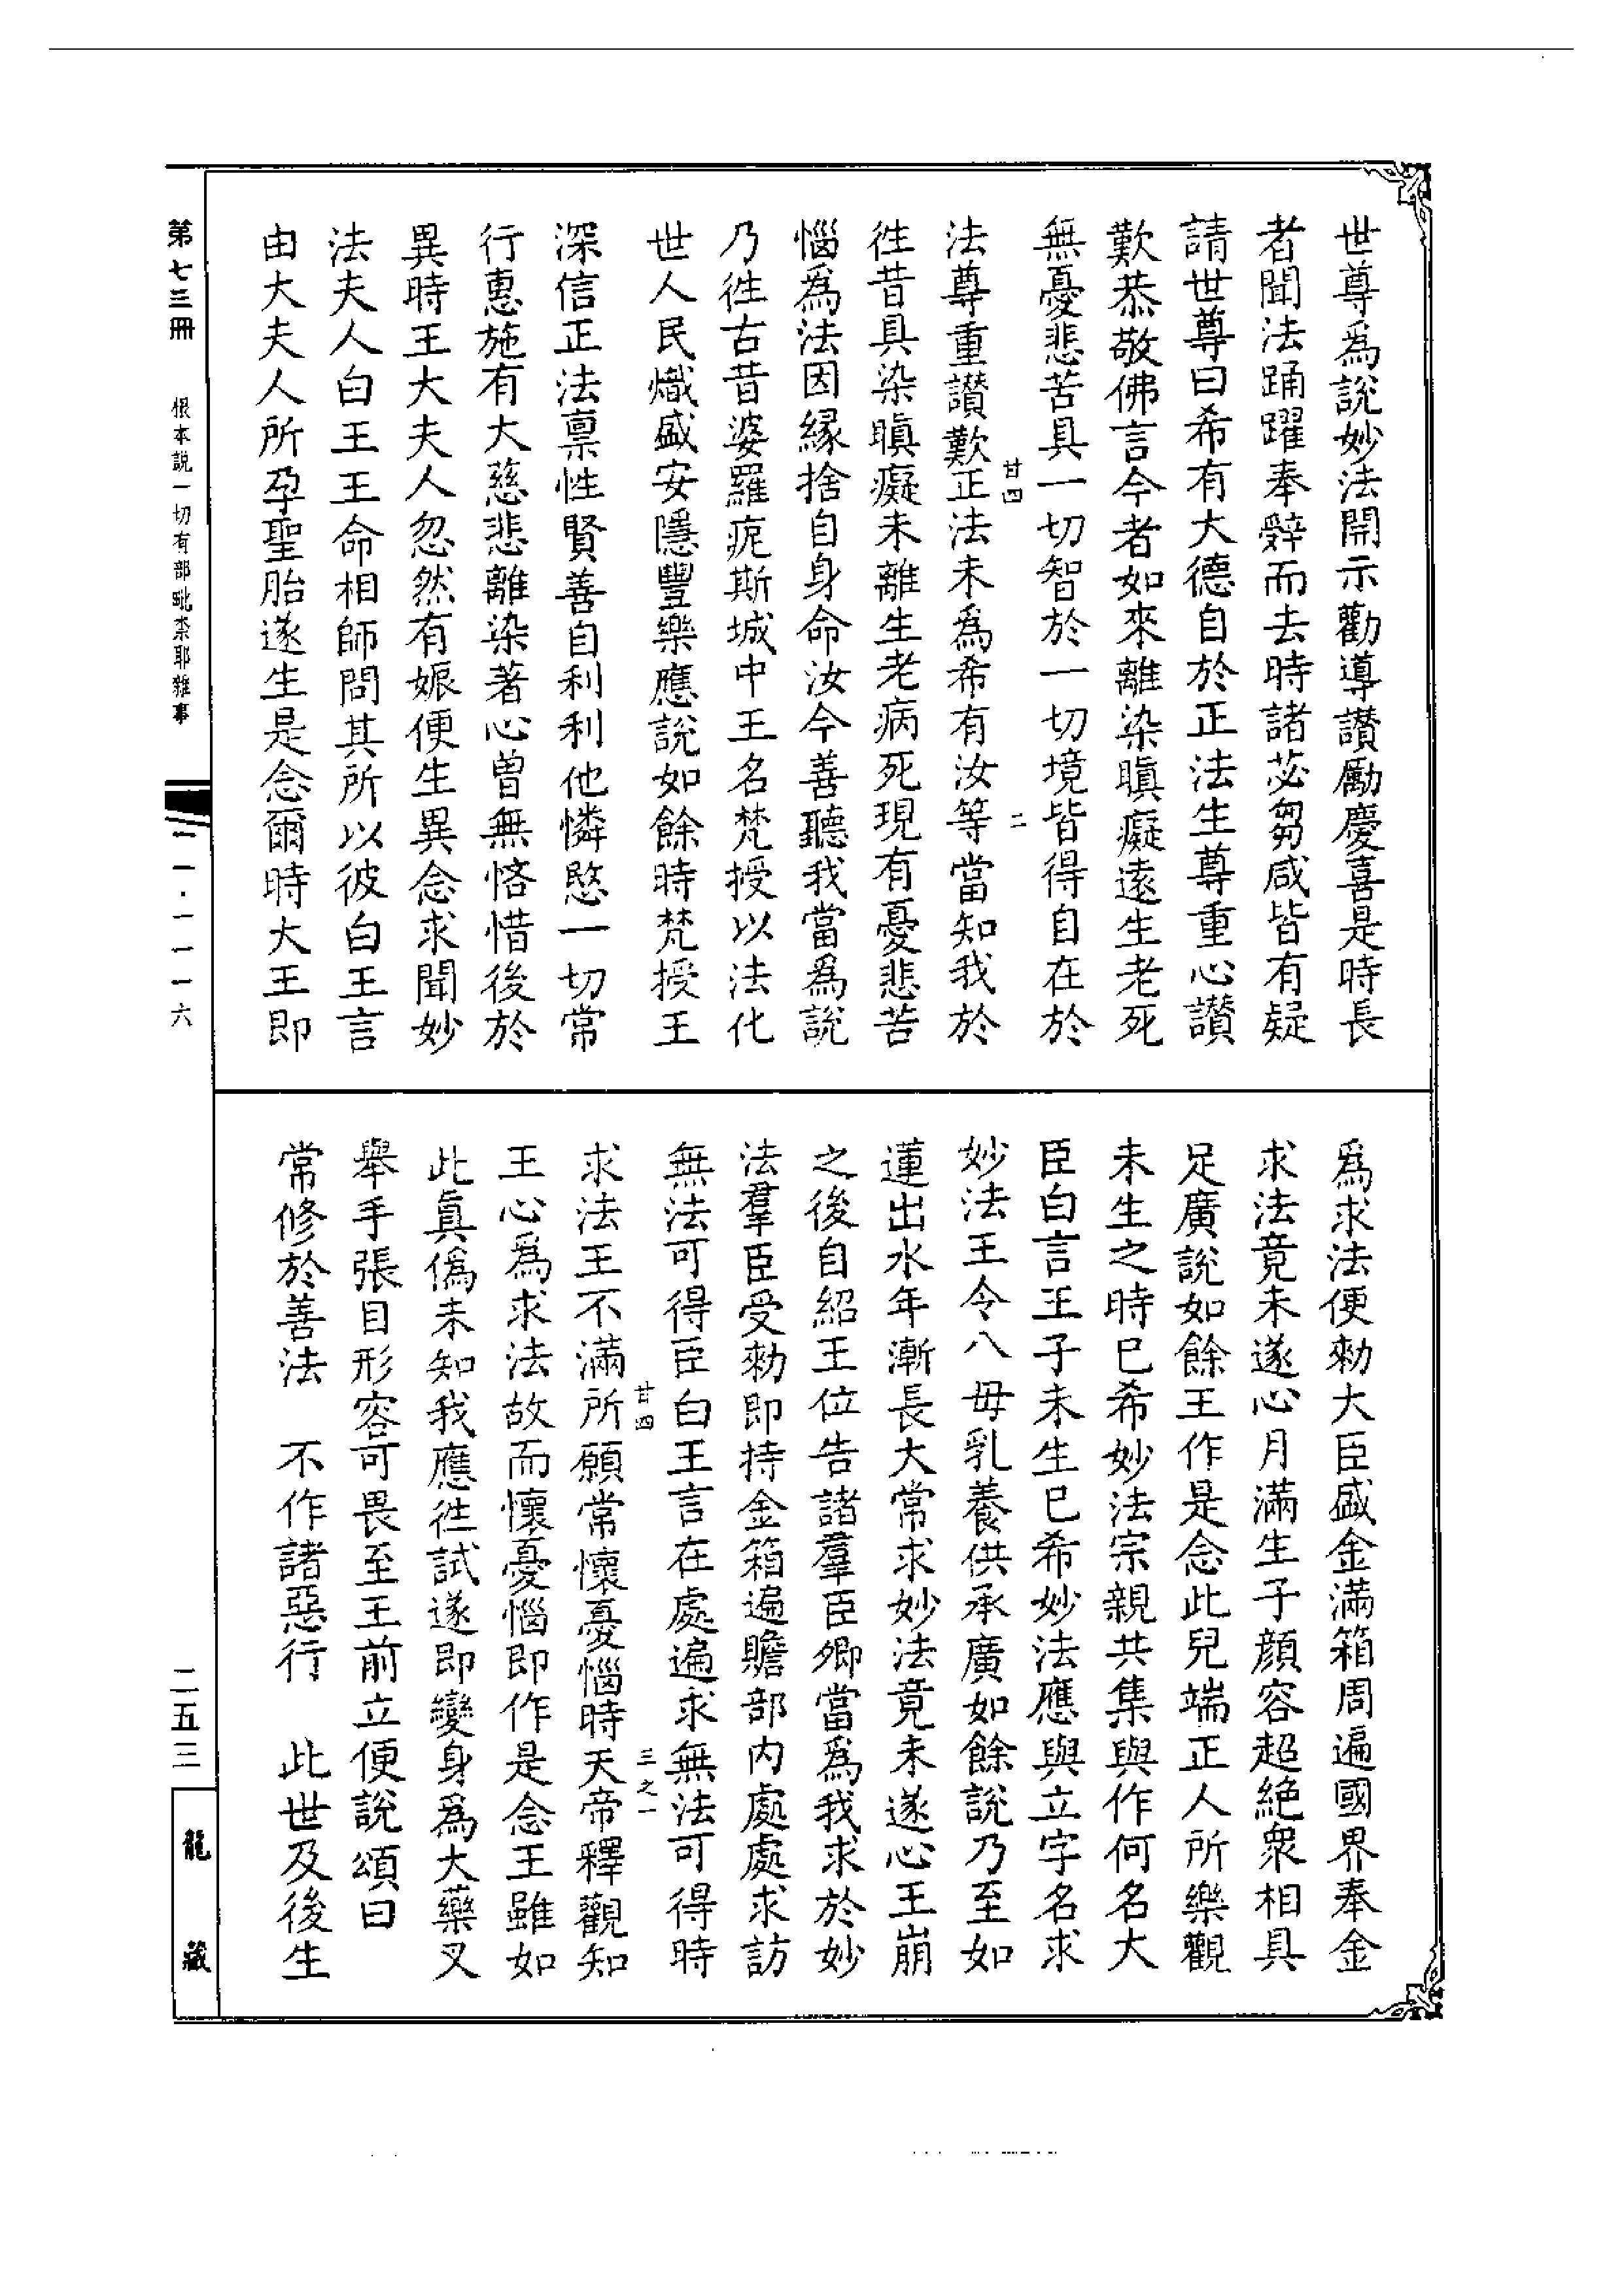 世尊爲說妙法開示勸導讃勵慶喜是時長
者聞法踊躍奉辤而去時諸苾芻咸皆有疑
請世尊曰希有大德自於正法生尊重心讃
歎恭敬佛言今者如來離染瞋癡遠生老死
無憂悲苦具一切智於一切境皆得自在於
法尊重讃歎正法未爲希有汝等當知我於
甘四
二
徃昔具染瞋癡未離生老病死現有憂悲苦
惱爲法因緣捨自身命汝今善聽我當爲說
乃徃古昔婆羅痆斯城中王名梵授以法化
世人民熾盛安隱豐樂應說如餘時梵授王
深信正法禀性賢善自利利他憐愍一切常
行惠施有大慈悲離染著心曾無悋惜後於
異時王大夫人忽然有娠便生異念求聞妙
法夫人白王王命相師問其所以彼白王言
由大夫人所孕聖胎遂生是念爾時大王即
爲求法便勑大臣盛金滿箱周遍國界奉金
求法竟未遂心月滿生子顔容超絶衆相具
足廣說如餘王作是念此兒端正人所樂觀
未生之時巳希妙法宗親共集與作何名大
臣白言王子未生巳希妙法應與立字名求
妙法王令八毋乳養供承廣如餘說乃至如
蓮出水年漸長大常求妙法竟未遂心王崩
之後自紹王位告諸羣臣卿當爲我求於妙
法羣臣受勑即持金箱遍贍部內處處求訪
無法可得臣白王言在處遍求無法可得時
甘四
三之一
求法王不滿所願常懷憂惱時天帝釋觀知
王心爲求法故而懷憂惱即作是念王雖如
此眞僞未知我應徃試遂即變身爲大藥叉
舉手張目形容可畏至王前立便說頌曰
常修於善法　不作諸惡行　此世及後生
第七三冊　根本說一切有部毗柰耶雜事
二一·一一一六
二五三
龍藏